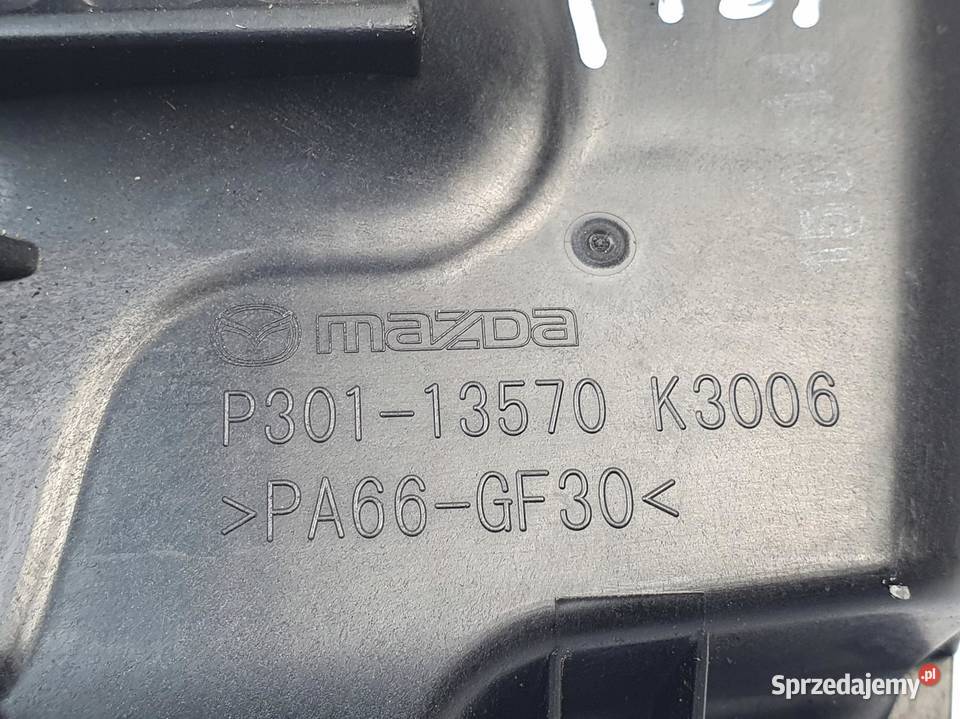 mazda
P301-13570 K3006
>PA66-GF30<
Sprzedajemy.pl